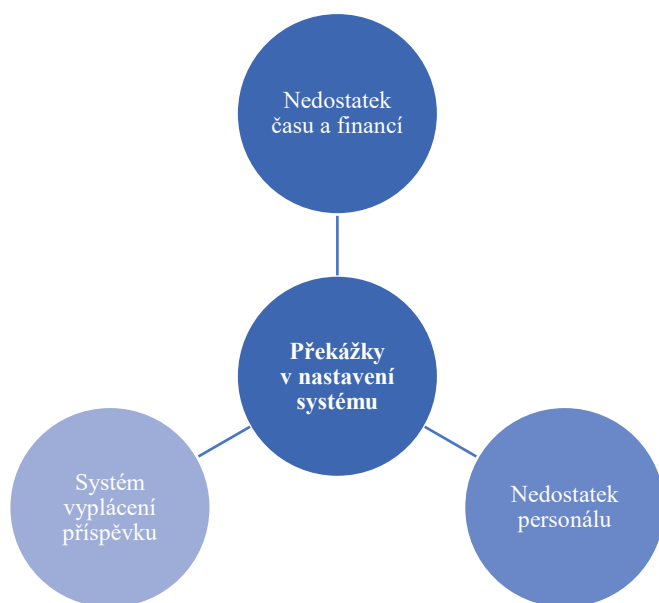 Nedostatek
času a financí
Překážky
v nastavení
systému
Systém
vyplácení
příspěvku
Nedostatek
personálu